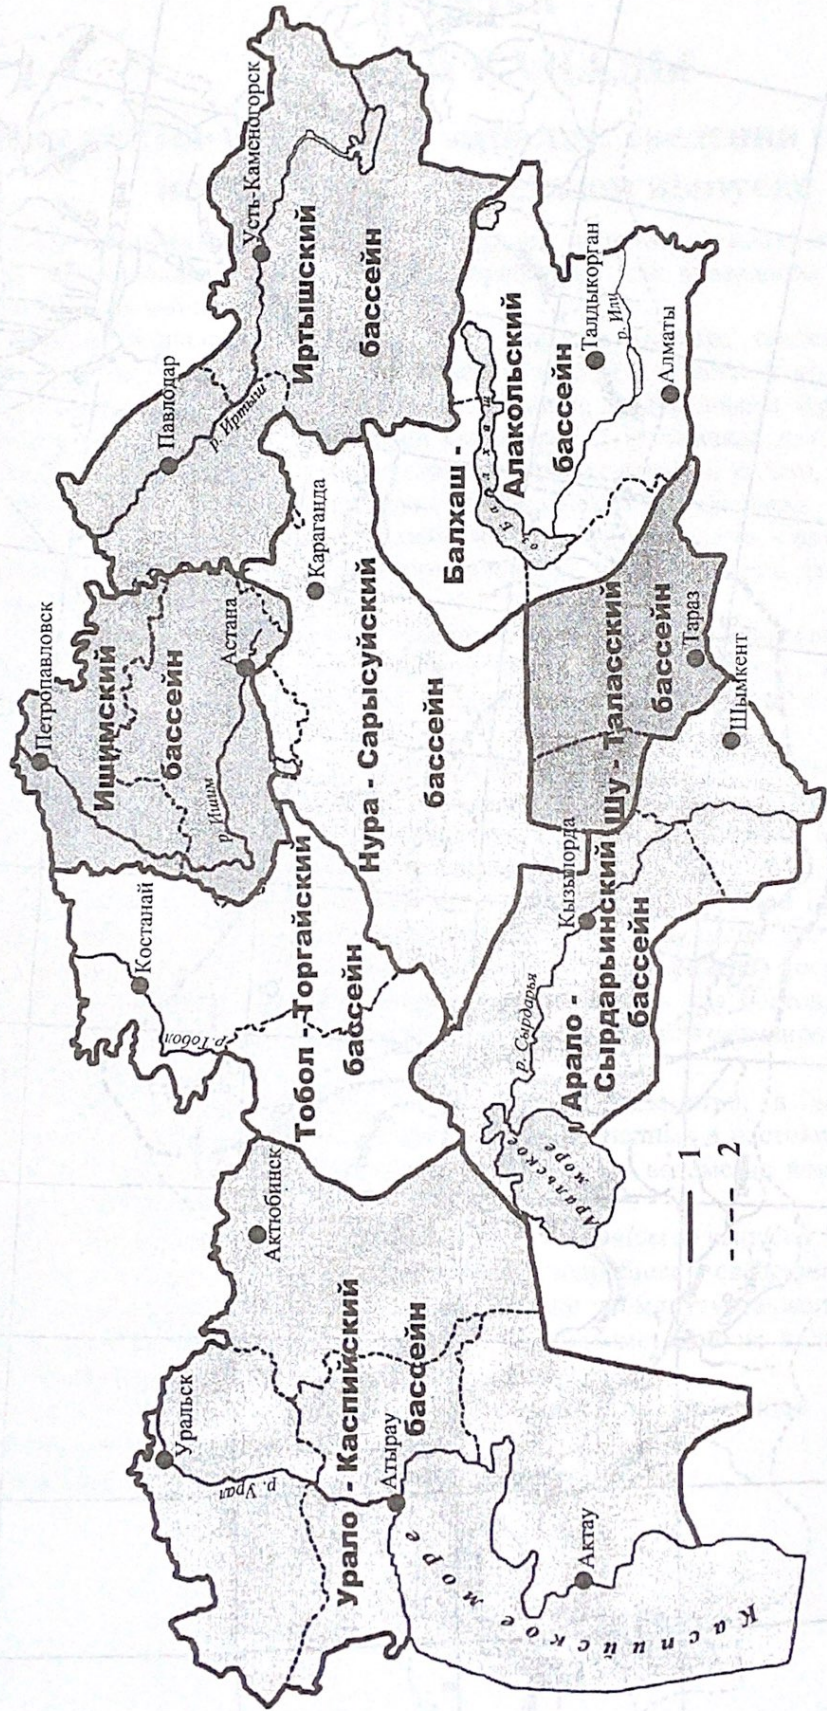 Петропавловск
Ишимский
бассейн
р. Ишим
Астана
Костанай
р. Тобол
Тобол - Торгайский
бассейн
Павлодар
р. Иртыш
Усть-Каменогорск
Иртышский
бассейн
Уральск
р. Урал
Актюбинск
Урало - Каспийский
бассейн
Атырау
Актау
Каспийское море
Караганда
Нура - Сарысуйский
бассейн
Балхаш -
Алакольский
бассейн
о. Балхаш
Талдыкорган
р. Или
Алматы
Шу - Таласский
бассейн
Тараз
Шымкент
Кызылорда
р. Сырдарья
Арало -
Сырдарьинский
бассейн
Аральское
море
1
2